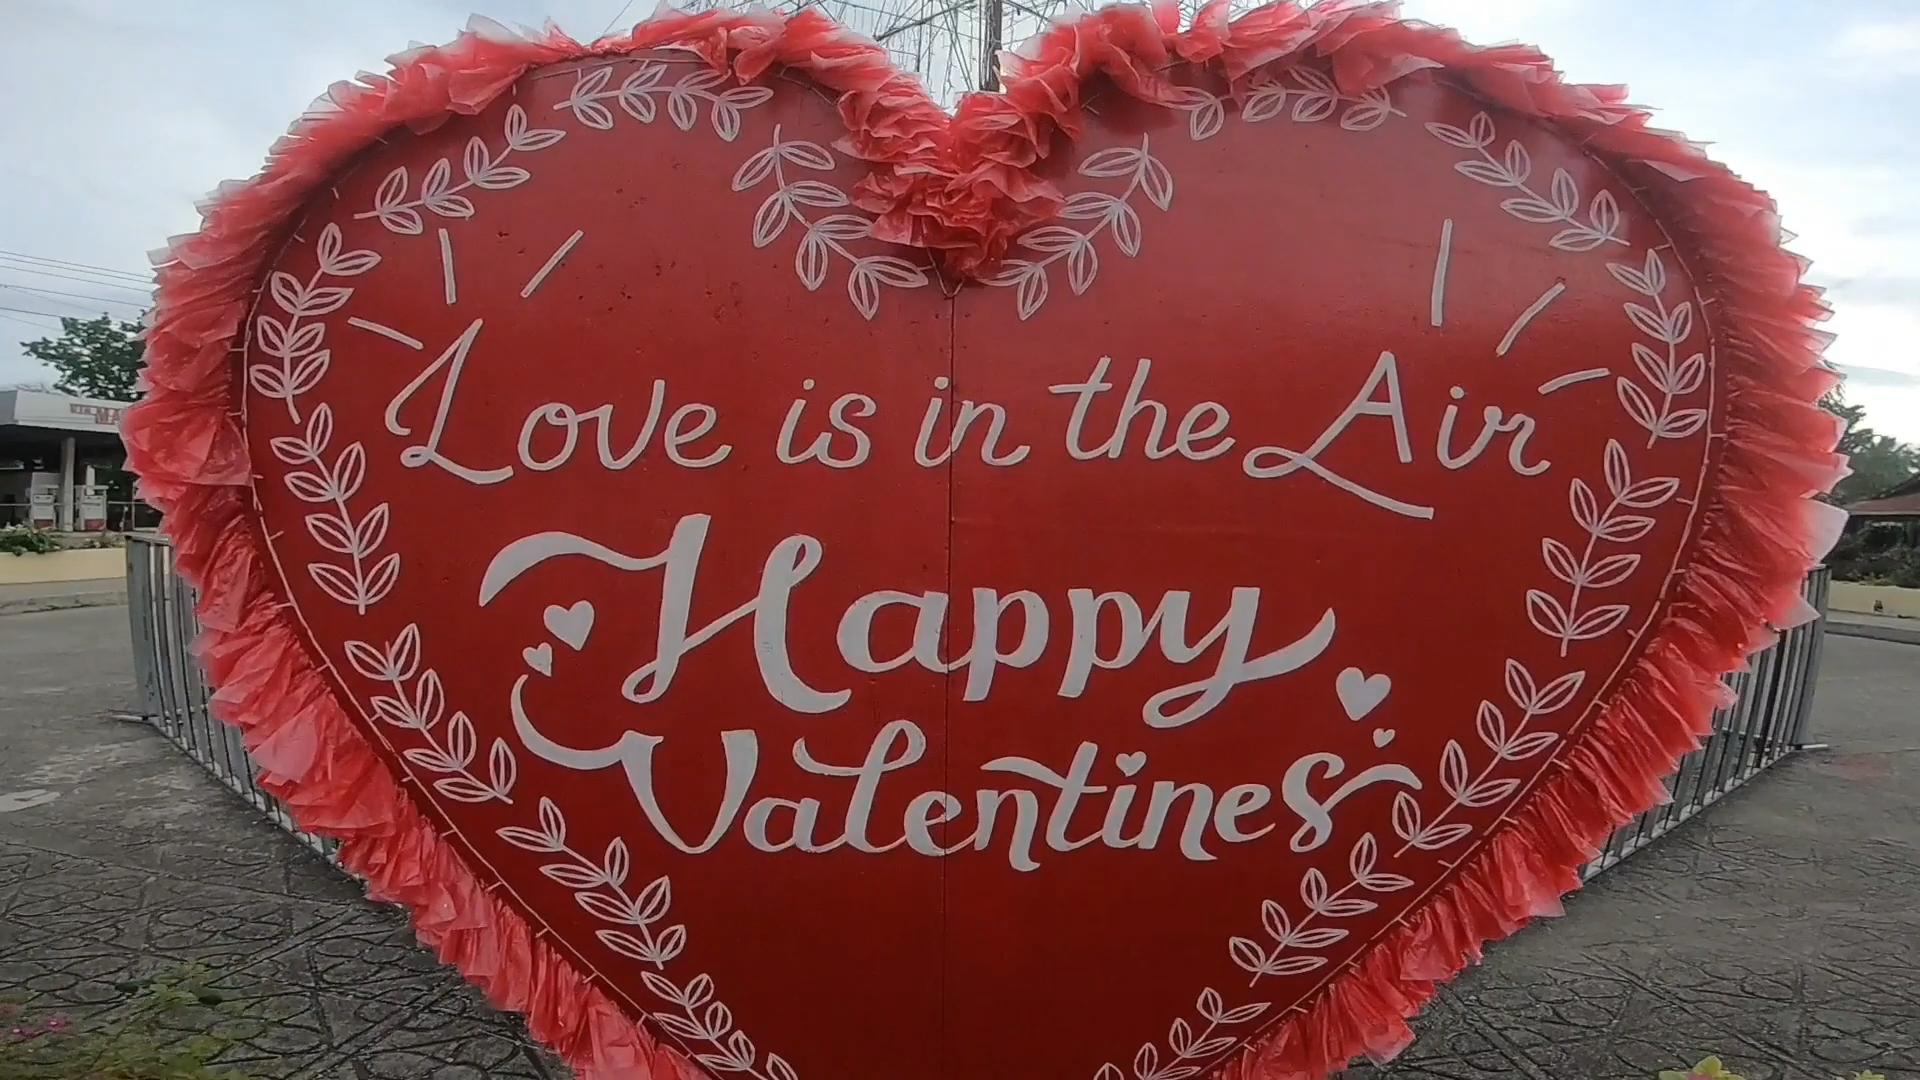 Love is in the Air
Happy
Valentines